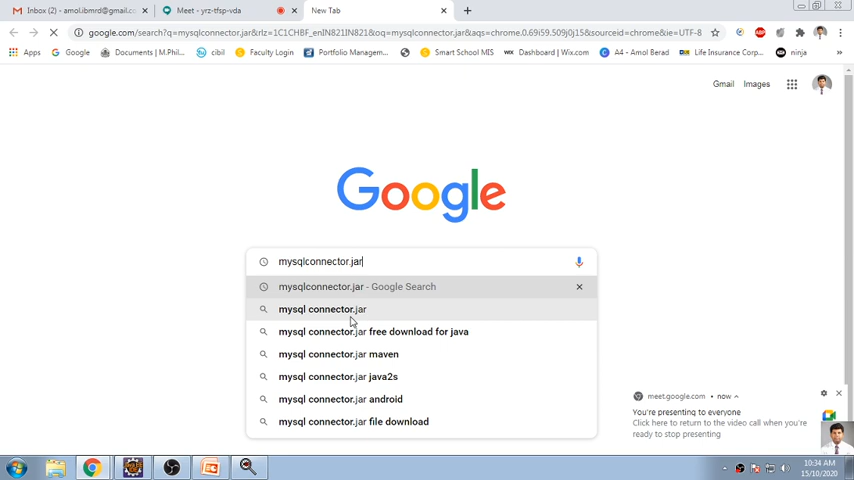 Inbox (20) - amol.ibmrd@gmail.co
Meet - yrz-tfsp-vda
New Tab
google.com/search?q=mysqlconnector.jar&rlz=1C1CHBF_enIN821IN821&oq=mysqlconnector.jar&aqs=chrome.0.69i59.509j0j15&sourceid=chrome&ie=UTF-8
Apps
Google
Documents (M.Phil...
cibil
Faculty Login
Portfolio Managem...
Smart School MIS
Dashboard | Wix.com
A4 - Amol Berad
Life Insurance Corp...
ninja
»
Gmail
Images
Google
mysqlconnector.jar
mysqlconnector.jar - Google Search
mysql connector.jar
mysql connector.jar free download for java
mysql connector.jar maven
mysql connector.jar java2s
mysql connector.jar android
mysql connector.jar file download
meet.google.com • now
You're presenting to everyone
Click here to return to the video call when you're
ready to stop presenting
10:34 AM
15/10/2020